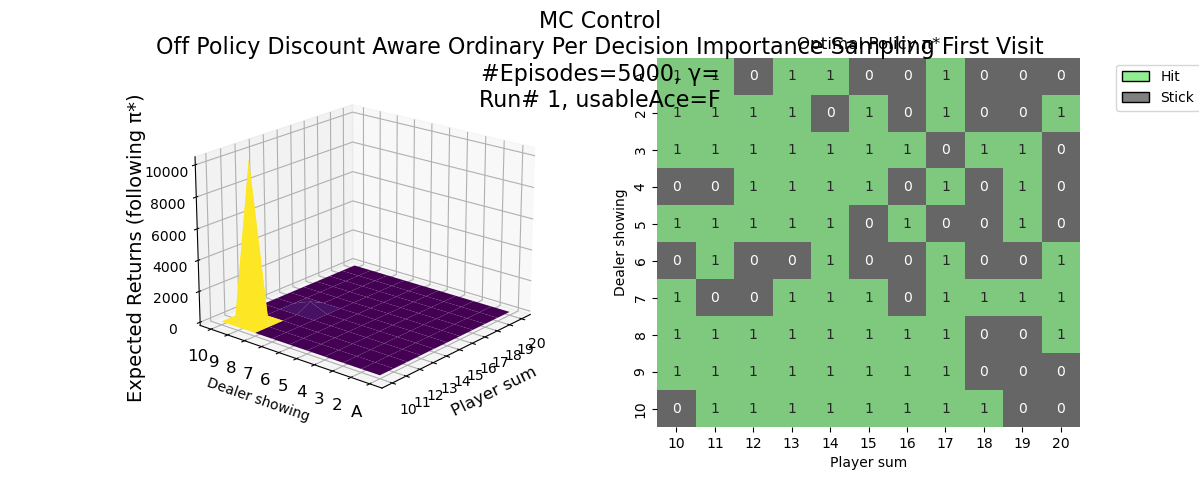 MC Control
Off Policy Discount Aware Ordinary Per Decision Importance Sampling First Visit
#Episodes=5000, γ=
Run# 1, usableAce=F
Expected Returns (following π*)
10000
8000
6000
4000
2000
0
10 9 8 7 6 5 4 3 2 A
Dealer showing
10 11 12 13 14 15 16 17 18 19 20
Player sum
Optimal Policy π*
Dealer showing
1 1 1 0 1 1 0 0 1 0 0 0
2 1 1 1 1 0 1 0 1 0 0 1
3 1 1 1 1 1 1 1 0 1 1 0
4 0 0 1 1 1 1 0 1 0 1 0
5 1 1 1 1 1 0 1 0 0 1 0
6 0 1 0 0 1 0 0 1 0 0 1
7 1 0 0 1 1 1 0 1 1 1 1
8 1 1 1 1 1 1 1 1 0 0 1
9 1 1 1 1 1 1 1 1 0 0 0
10 0 1 1 1 1 1 1 1 1 0 0
10 11 12 13 14 15 16 17 18 19 20
Player sum
Hit
Stick